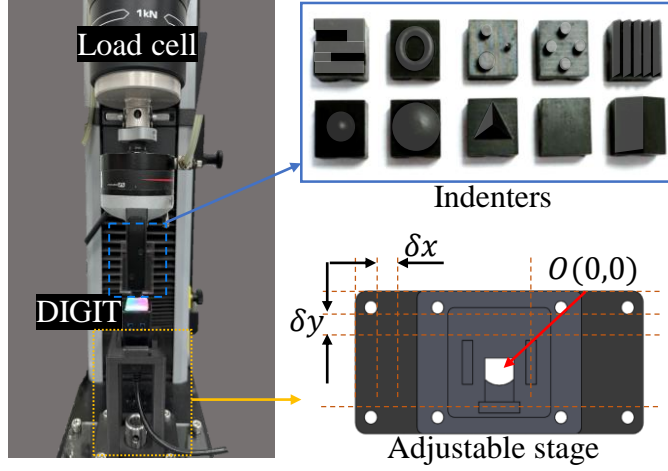 1kN
Load cell
DIGIT
Indenters
δx
O(0,0)
δy
Adjustable stage